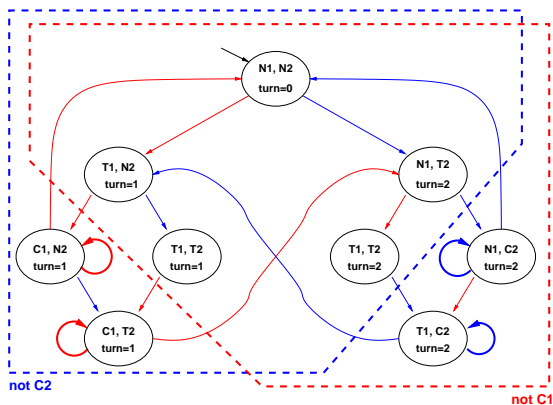 N1, N2
turn=0
T1, N2
turn=1
N1, T2
turn=2
C1, N2
turn=1
T1, T2
turn=1
T1, T2
turn=2
N1, C2
turn=2
C1, T2
turn=1
T1, C2
turn=2
not C2
not C1